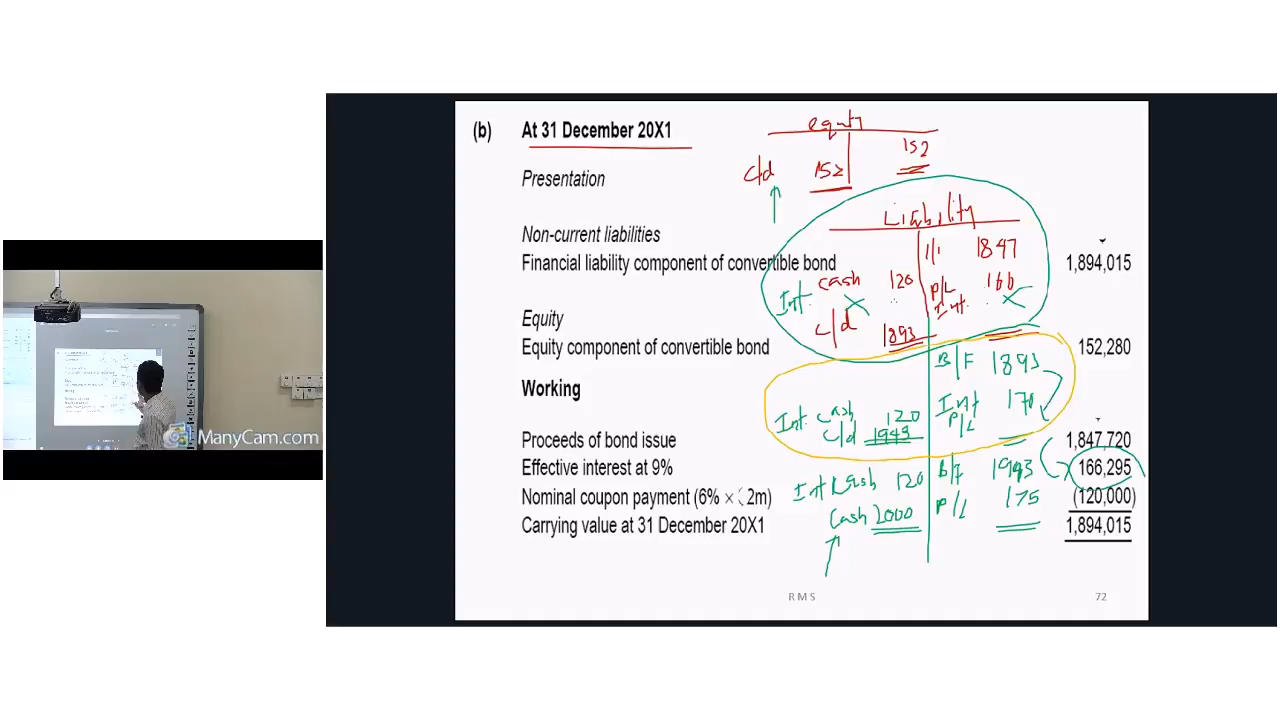 (b) At 31 December 20X1
equity
152
c/d 152
Presentation
Liability
Non-current liabilities
1/1 1847
Financial liability component of convertible bond 1,894,015
Int. cash 120 P/L Int. 166
c/d 1893
Equity
Equity component of convertible bond 152,280
B/F 1893
Working
Int P/L 170
Int. cash 120
c/d 1943
Proceeds of bond issue 1,847,720
Effective interest at 9% 166,295
B/f 1943
Int cash 120
Nominal coupon payment (6% × 2m) (120,000)
P/L 175
cash 2000
Carrying value at 31 December 20X1 1,894,015
R M S 72
ManyCam.com